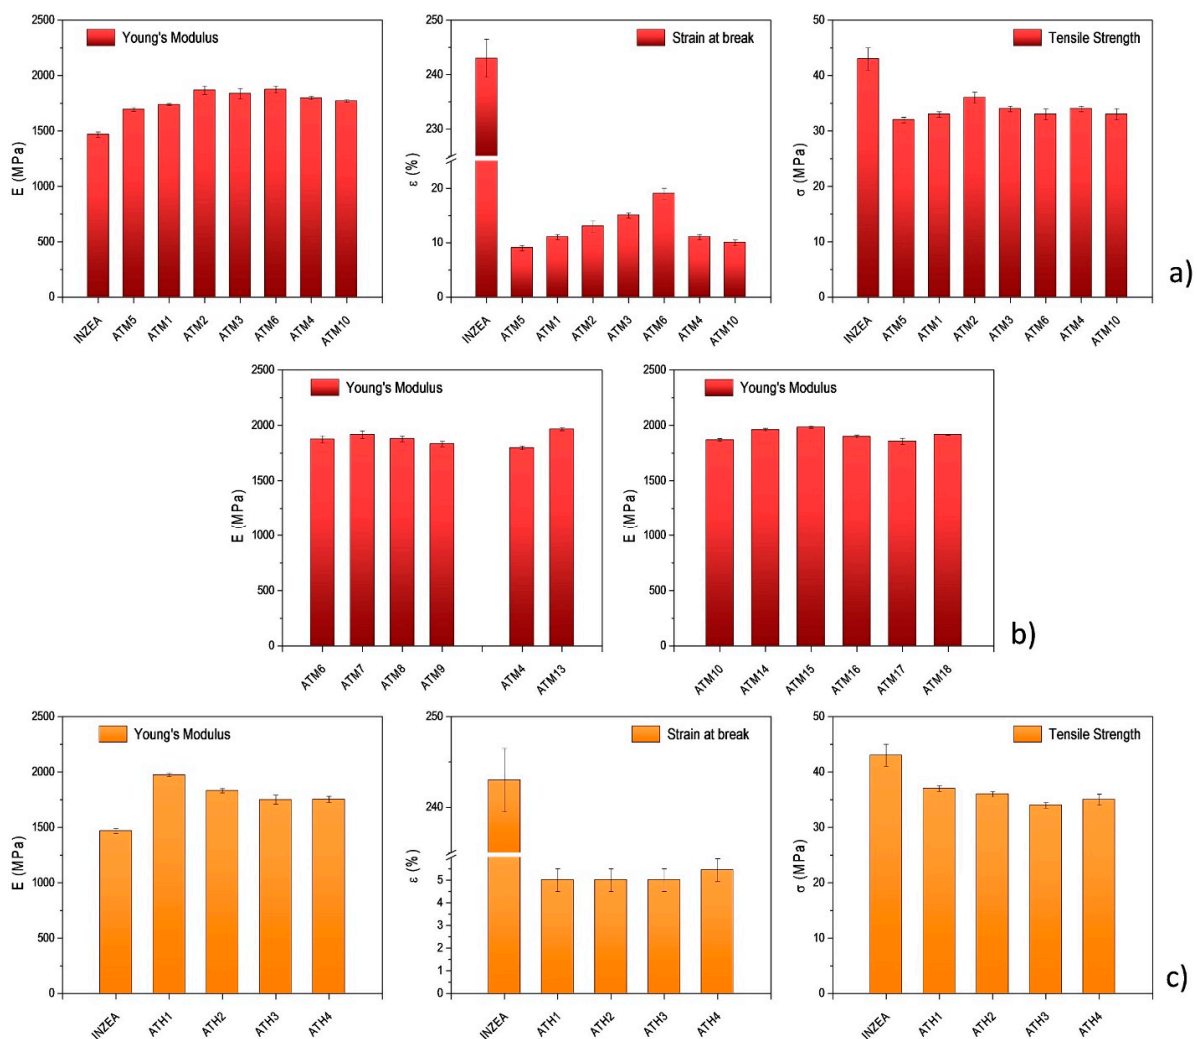 Young's Modulus
E (MPa)
2500
2000
1500
1000
500
0
INZEA
ATM5
ATM1
ATM2
ATM3
ATM6
ATM4
ATM10
Strain at break
ε (%)
250
240
230
20
10
0
INZEA
ATM5
ATM1
ATM2
ATM3
ATM6
ATM4
ATM10
Tensile Strength
σ (MPa)
50
40
30
20
10
0
INZEA
ATM5
ATM1
ATM2
ATM3
ATM6
ATM4
ATM10
a)
Young's Modulus
E (MPa)
2500
2000
1500
1000
500
0
ATM6
ATM7
ATM8
ATM9
ATM4
ATM13
Young's Modulus
E (MPa)
2500
2000
1500
1000
500
0
ATM10
ATM14
ATM15
ATM16
ATM17
ATM18
b)
Young's Modulus
E (MPa)
2500
2000
1500
1000
500
0
INZEA
ATH1
ATH2
ATH3
ATH4
Strain at break
ε (%)
250
240
5
4
3
2
1
0
INZEA
ATH1
ATH2
ATH3
ATH4
Tensile Strength
σ (MPa)
50
40
30
20
10
0
INZEA
ATH1
ATH2
ATH3
ATH4
c)